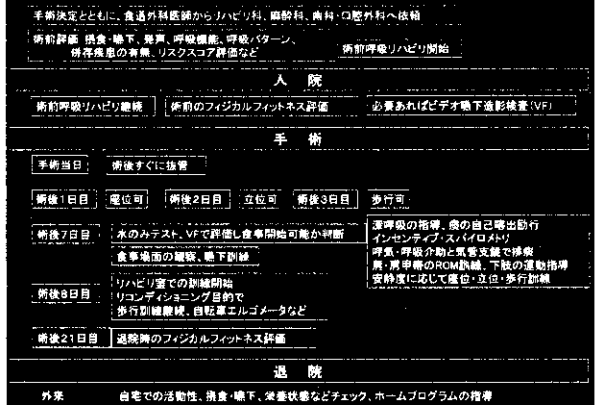 手術決定とともに、食道外科医師からリハビリ科、麻酔科、歯科・口腔外科へ依頼
術前評価 摂食・嚥下、発声、呼吸機能、呼吸パターン、
併存疾患の有無、リスクスコア評価など
術前呼吸リハビリ開始
入 院
術前呼吸リハビリ継続
術前のフィジカルフィットネス評価
必要あればビデオ嚥下造影検査(VF)
手 術
手術当日
術後すぐに抜管
術後1日目
座位可
術後2日目
立位可
術後3日目
歩行可
術後7日目
水のみテスト、VFで評価し食事開始可能か判断
食事場面の観察、嚥下訓練
深呼吸の指導、痰の自己喀出励行
インセンティブ・スパイロメトリ
呼気・呼吸介助と気管支鏡で排痰
肩・肩甲帯のROM訓練、下肢の運動指導
安静度に応じて座位・立位・歩行訓練
術後8日目
リハビリ室での訓練開始
リコンディショニング目的で
歩行訓練継続、自転車エルゴメータなど
術後21日目
退院時のフィジカルフィットネス評価
退 院
外来
自宅での活動性、摂食・嚥下、栄養状態などチェック、ホームプログラムの指導